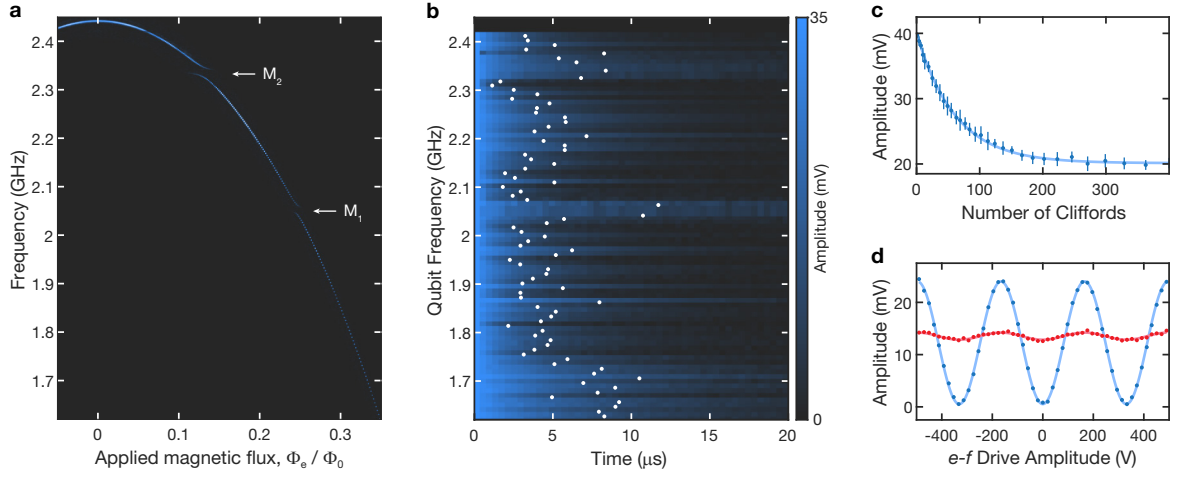 a
2.4
2.3
2.2
2.1
2
1.9
1.8
1.7
Frequency (GHz)
M2
M1
0
0.1
0.2
0.3
Applied magnetic flux, Φe / Φ0
b
2.4
2.3
2.2
2.1
2
1.9
1.8
1.7
Qubit Frequency (GHz)
0
5
10
15
20
Time (μs)
35
Amplitude (mV)
0
c
40
30
20
Amplitude (mV)
0
100
200
300
Number of Cliffords
d
20
10
0
Amplitude (mV)
-400
-200
0
200
400
e-f Drive Amplitude (V)